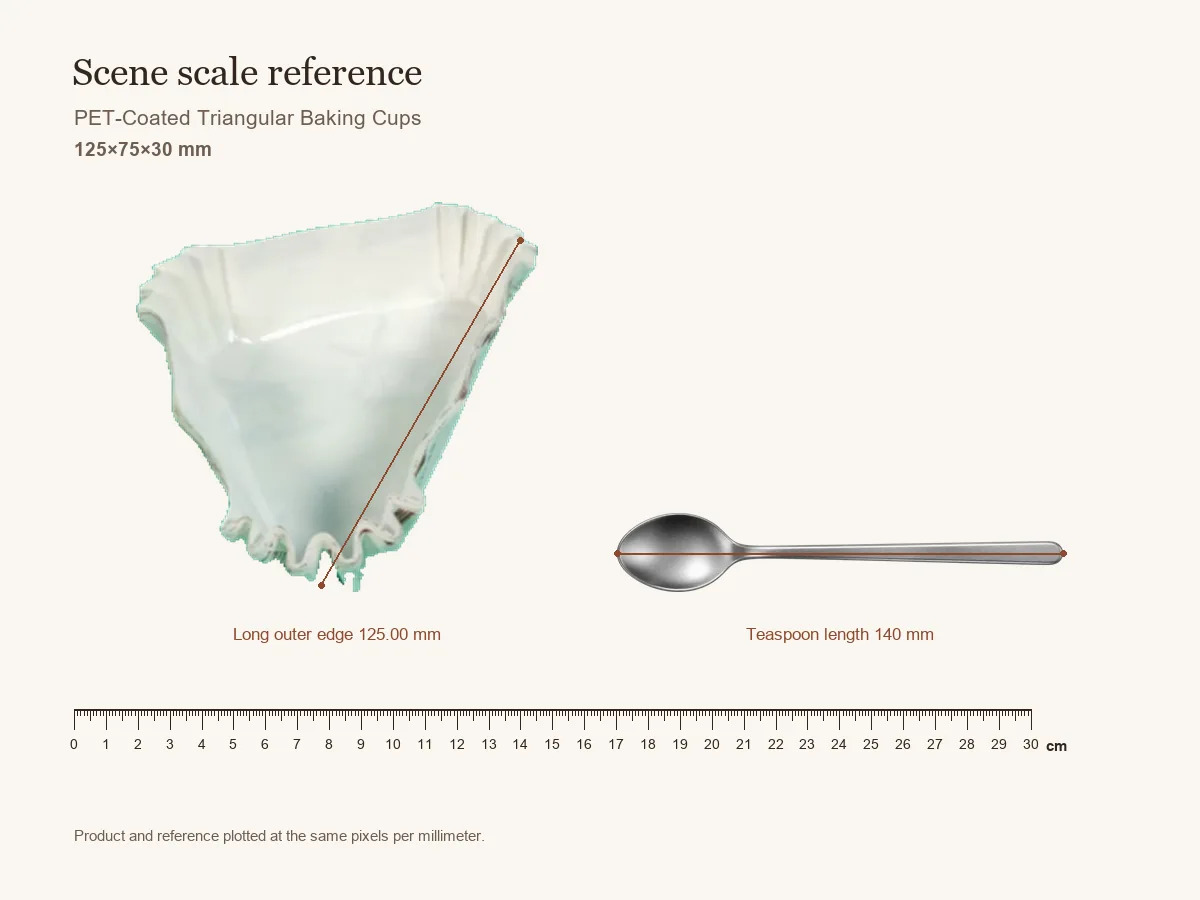 Scene scale reference
PET-Coated Triangular Baking Cups
125×75×30 mm
Long outer edge 125.00 mm
Teaspoon length 140 mm
0 1 2 3 4 5 6 7 8 9 10 11 12 13 14 15 16 17 18 19 20 21 22 23 24 25 26 27 28 29 30 cm
Product and reference plotted at the same pixels per millimeter.